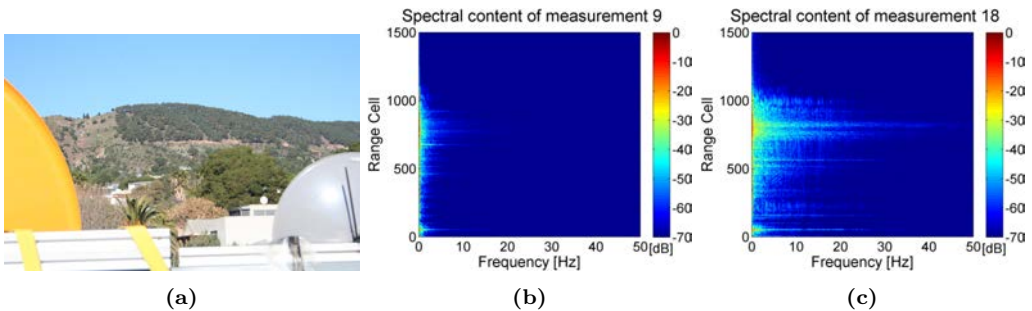 Spectral content of measurement 9
Range Cell
1500
1000
500
0
0 10 20 30 40 50
Frequency [Hz]
0
-10
-20
-30
-40
-50
-60
-70
[dB]
Spectral content of measurement 18
Range Cell
1500
1000
500
0
0 10 20 30 40 50
Frequency [Hz]
0
-10
-20
-30
-40
-50
-60
-70
[dB]
(a)
(b)
(c)